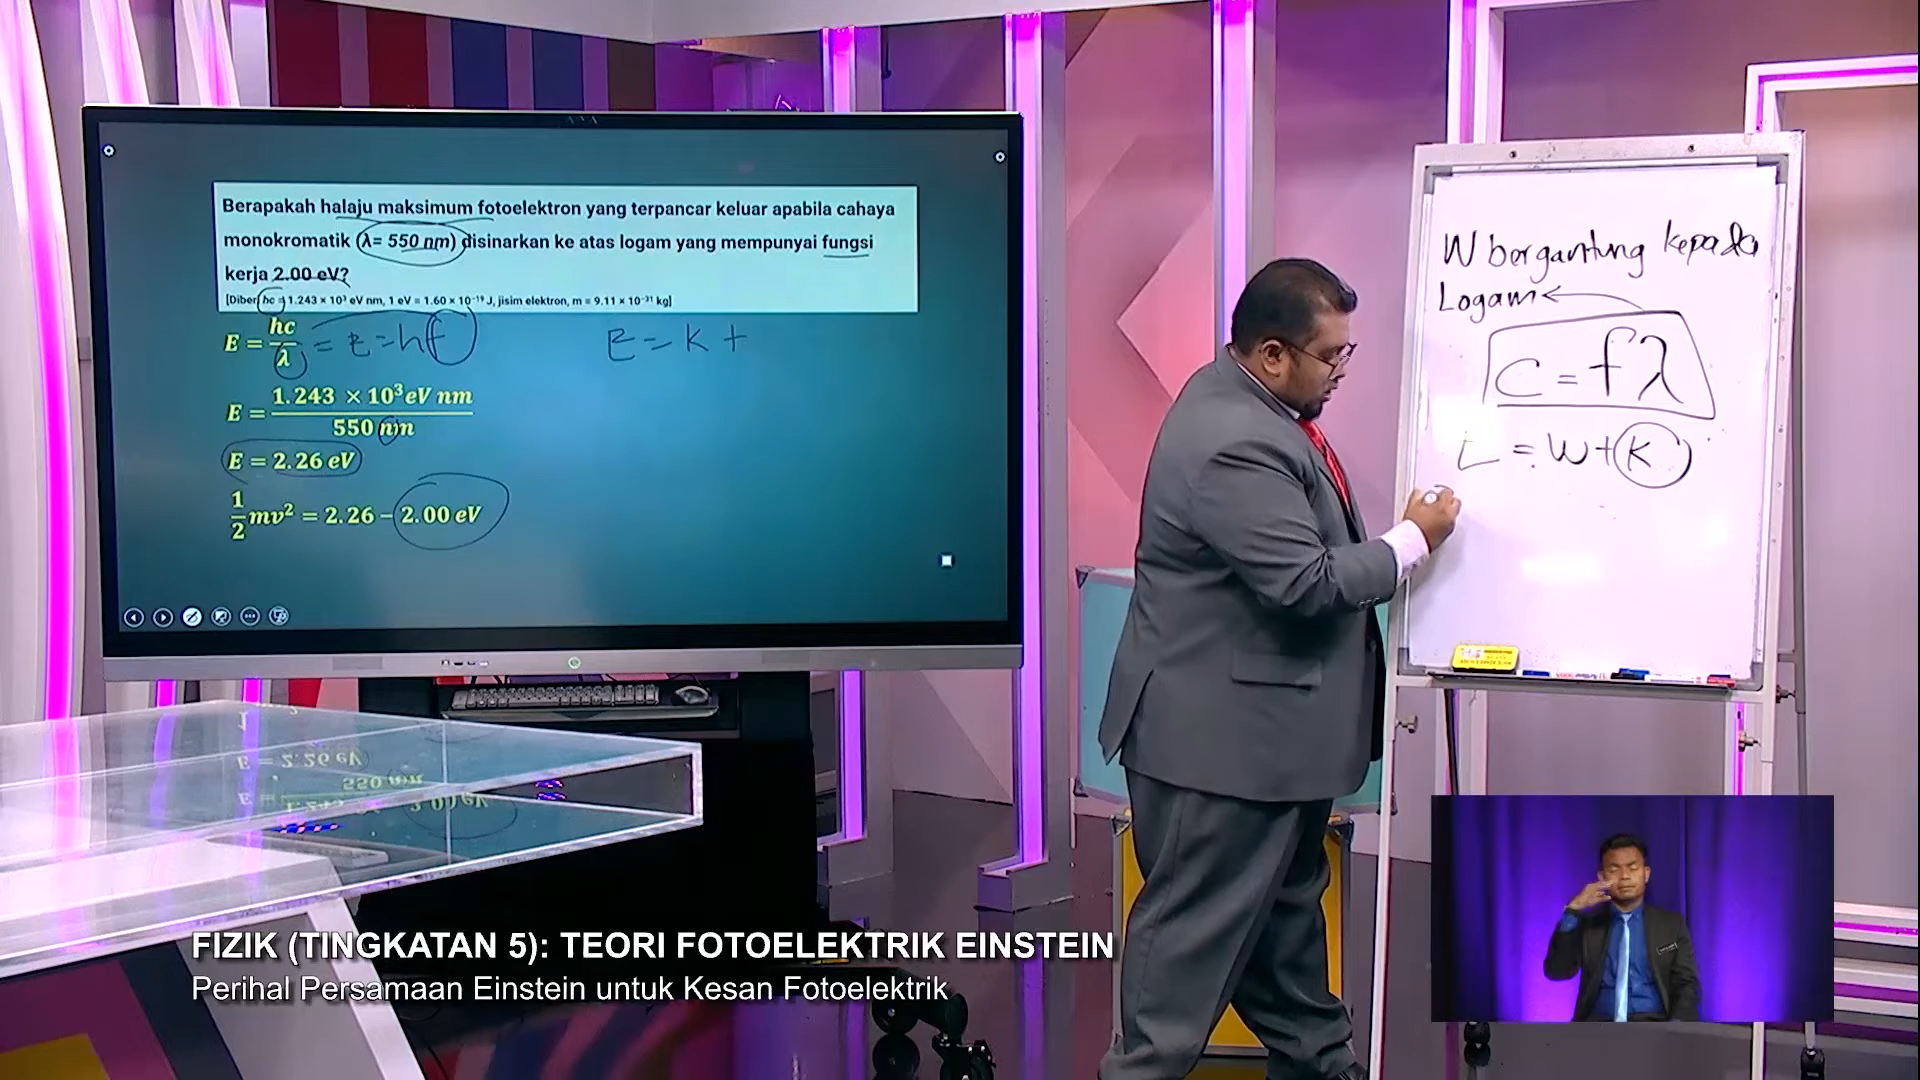 Berapakah halaju maksimum fotoelektron yang terpancar keluar apabila cahaya
monokromatik (λ= 550 nm) disinarkan ke atas logam yang mempunyai fungsi
kerja 2.00 eV?
[Diberi hc = 1.243 × 10³ eV nm, 1 eV = 1.60 × 10⁻¹⁹ J, jisim elektron, m = 9.11 × 10⁻³¹ kg]
E = hc/λ = E = hf
E = K +
E = 1.243 × 10³ eV nm / 550 nm
E = 2.26 eV
1/2 mv² = 2.26 − 2.00 eV
W bergantung kepada
Logam
c = fλ
E = W + K
FIZIK (TINGKATAN 5): TEORI FOTOELEKTRIK EINSTEIN
Perihal Persamaan Einstein untuk Kesan Fotoelektrik